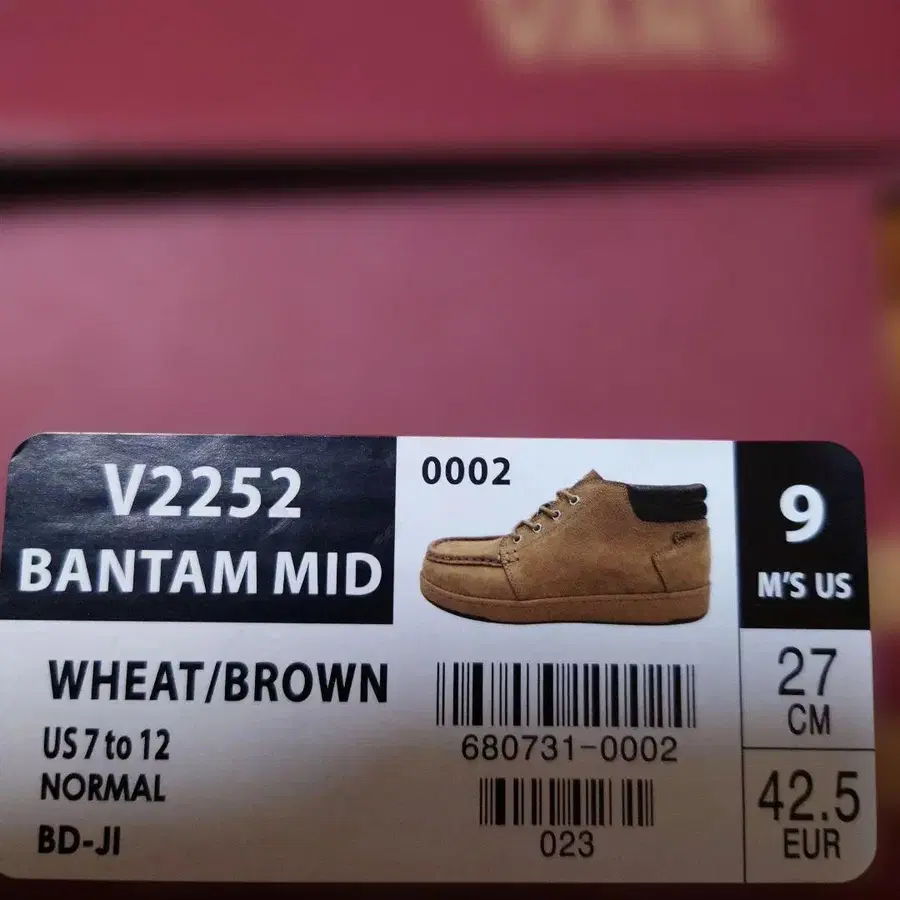 VANS
V2252
BANTAM MID
0002
9
M'S US
WHEAT/BROWN
US 7 to 12
NORMAL
BD-JI
680731-0002
023
27
CM
42.5
EUR